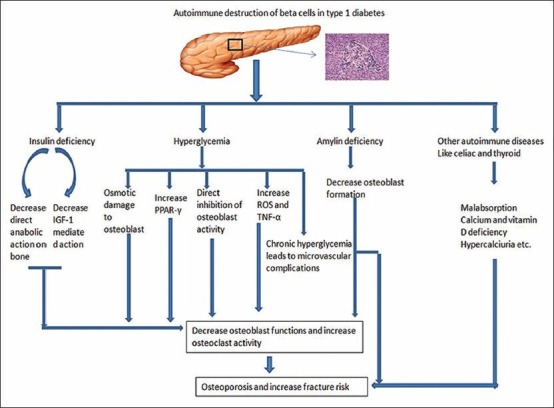 Autoimmune destruction of beta cells in type 1 diabetes
Insulin deficiency
Hyperglycemia
Amylin deficiency
Other autoimmune diseases
Like celiac and thyroid
Decrease
direct
anabolic
action on
bone
Decrease
IGF-1
mediate
d action
Osmotic
damage
to
osteoblast
Increase
PPAR-γ
Direct
inhibition of
osteoblast
activity
Increase
ROS and
TNF-α
Chronic hyperglycemia
leads to microvascular
complications
Decrease osteoblast
formation
Malabsorption
Calcium and vitamin
D deficiency
Hypercalciuria etc.
Decrease osteoblast functions and increase
osteoclast activity
Osteoporosis and increase fracture risk